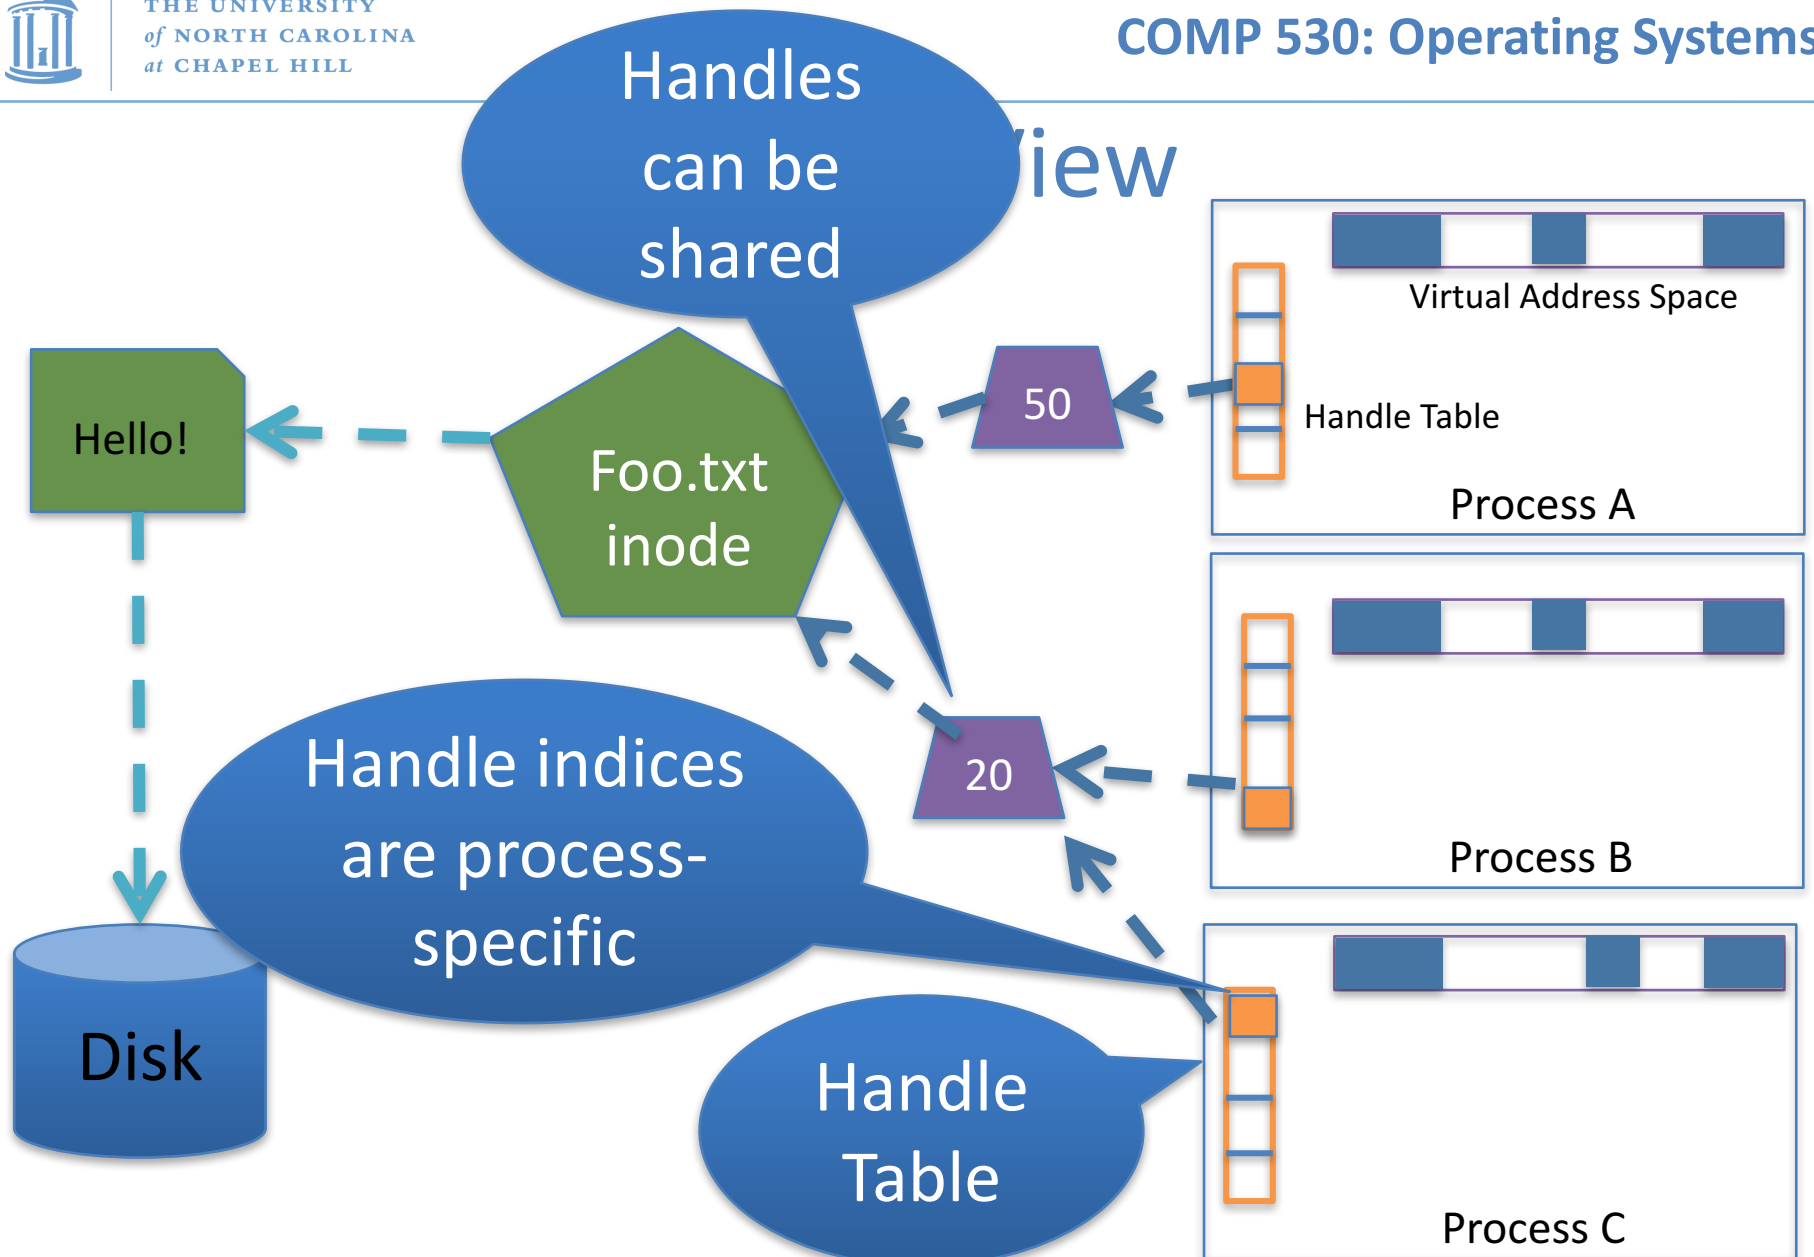 THE UNIVERSITY
of NORTH CAROLINA
at CHAPEL HILL
COMP 530: Operating Systems
Handles
can be
shared
iew
Virtual Address Space
Handle Table
Process A
50
Hello!
Foo.txt
inode
20
Process B
Handle indices
are process-
specific
Disk
Handle
Table
Process C